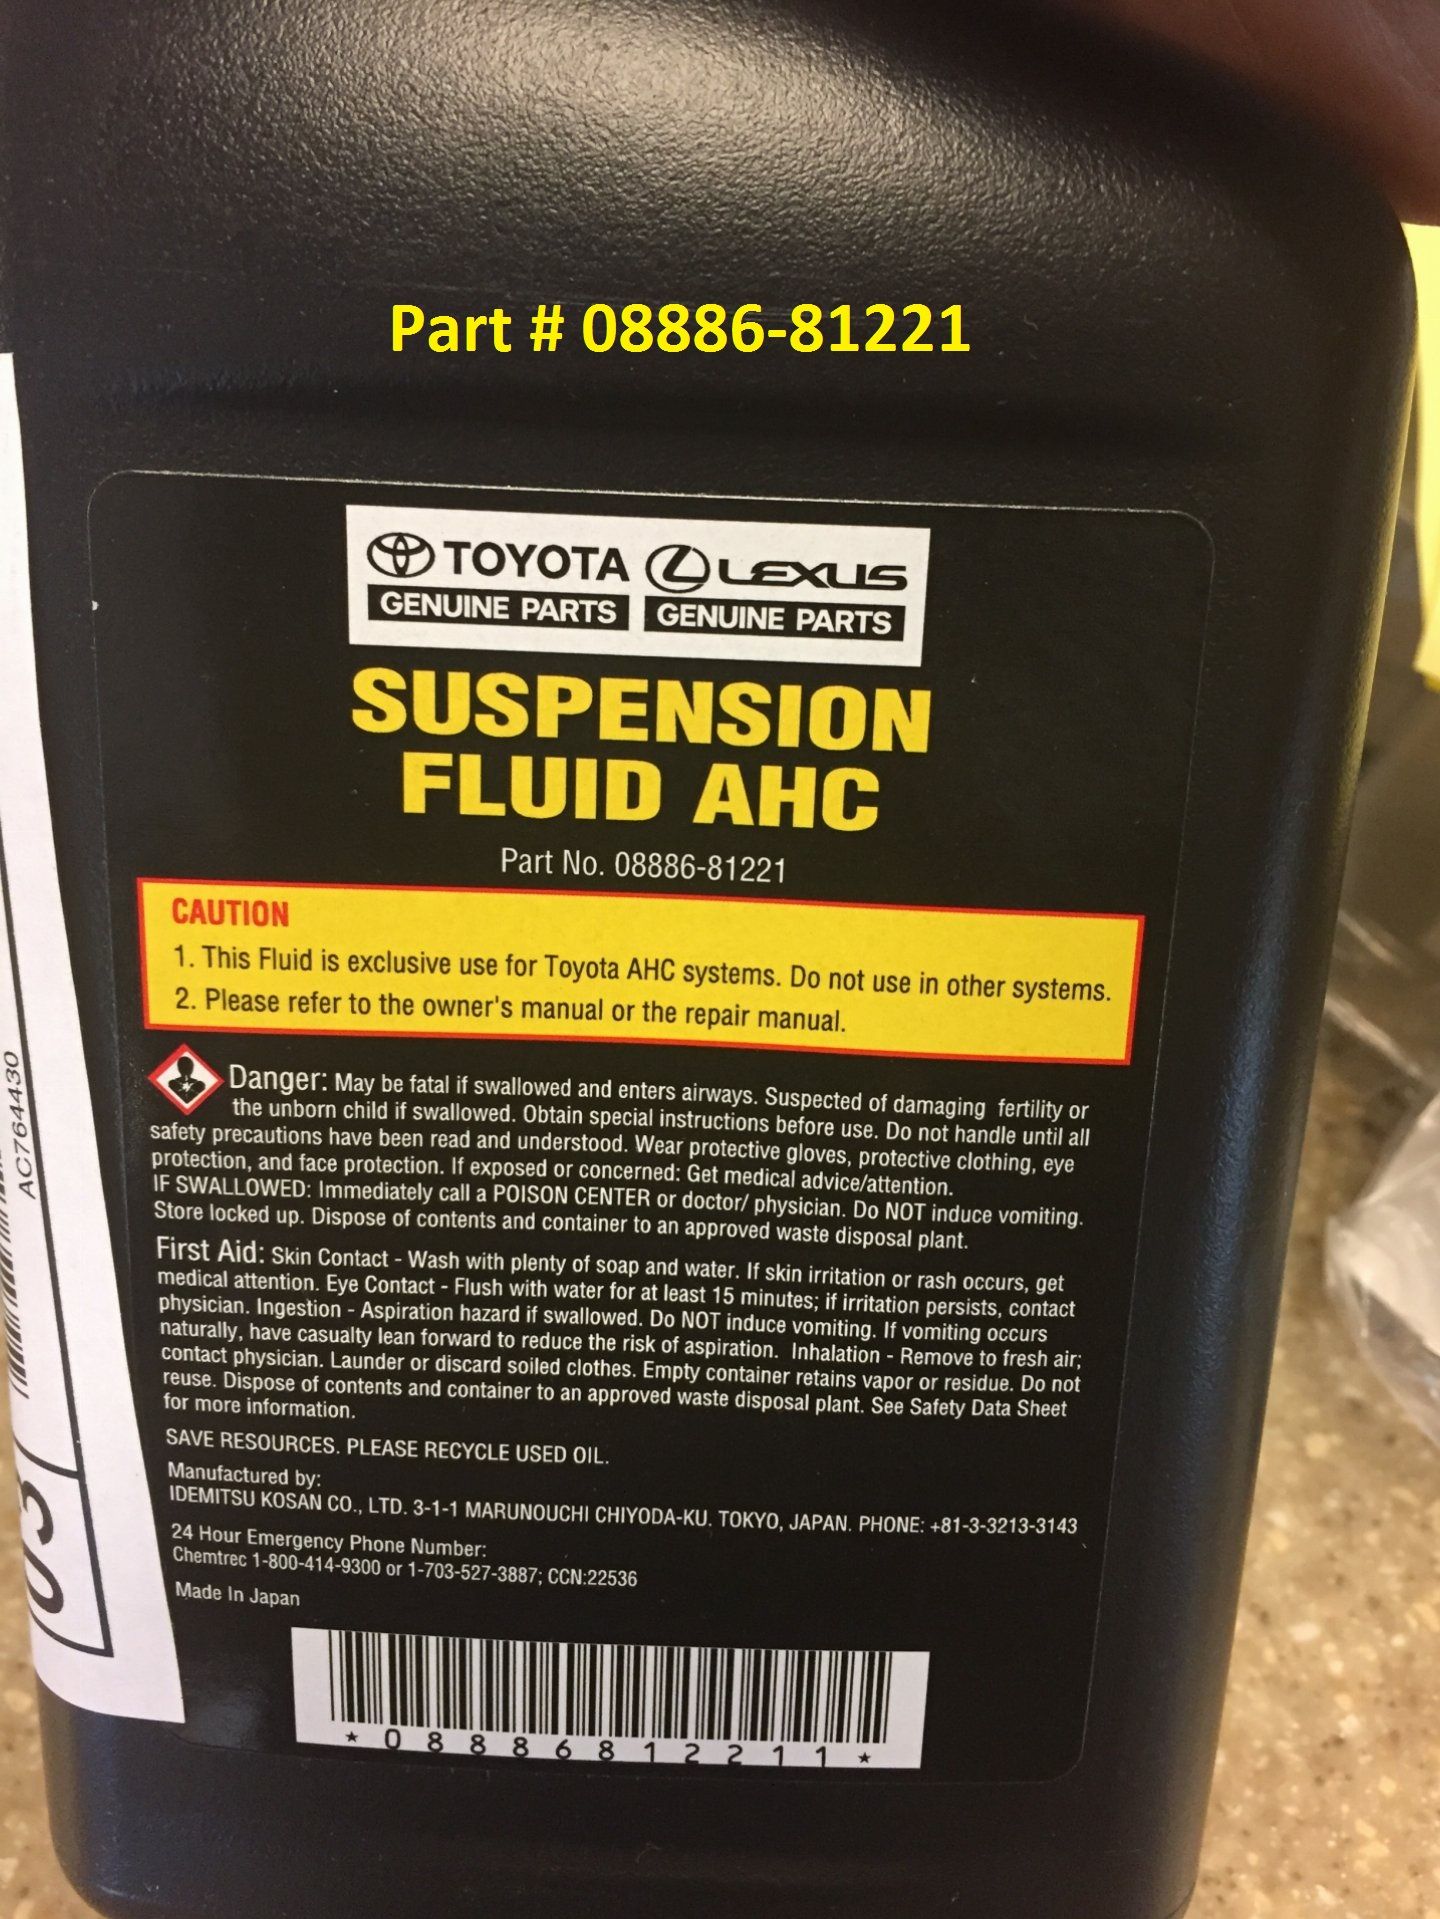 Part # 08886-81221
TOYOTA LEXUS
GENUINE PARTS GENUINE PARTS
SUSPENSION
FLUID AHC
Part No. 08886-81221
CAUTION
1. This Fluid is exclusive use for Toyota AHC systems. Do not use in other systems.
2. Please refer to the owner's manual or the repair manual.
Danger: May be fatal if swallowed and enters airways. Suspected of damaging fertility or
the unborn child if swallowed. Obtain special instructions before use. Do not handle until all
safety precautions have been read and understood. Wear protective gloves, protective clothing, eye
protection, and face protection. If exposed or concerned: Get medical advice/attention.
IF SWALLOWED: Immediately call a POISON CENTER or doctor/ physician. Do NOT induce vomiting.
Store locked up. Dispose of contents and container to an approved waste disposal plant.
First Aid: Skin Contact - Wash with plenty of soap and water. If skin irritation or rash occurs, get
medical attention. Eye Contact - Flush with water for at least 15 minutes; if irritation persists, contact
physician. Ingestion - Aspiration hazard if swallowed. Do NOT induce vomiting. If vomiting occurs
naturally, have casualty lean forward to reduce the risk of aspiration. Inhalation - Remove to fresh air;
contact physician. Launder or discard soiled clothes. Empty container retains vapor or residue. Do not
reuse. Dispose of contents and container to an approved waste disposal plant. See Safety Data Sheet
for more information.
SAVE RESOURCES. PLEASE RECYCLE USED OIL.
Manufactured by:
IDEMITSU KOSAN CO., LTD. 3-1-1 MARUNOUCHI CHIYODA-KU. TOKYO, JAPAN. PHONE: +81-3-3213-3143
24 Hour Emergency Phone Number:
Chemtrec 1-800-414-9300 or 1-703-527-3887; CCN:22536
Made In Japan
* 0 8 8 8 6 8 1 2 2 1 1 *
AC764430
03